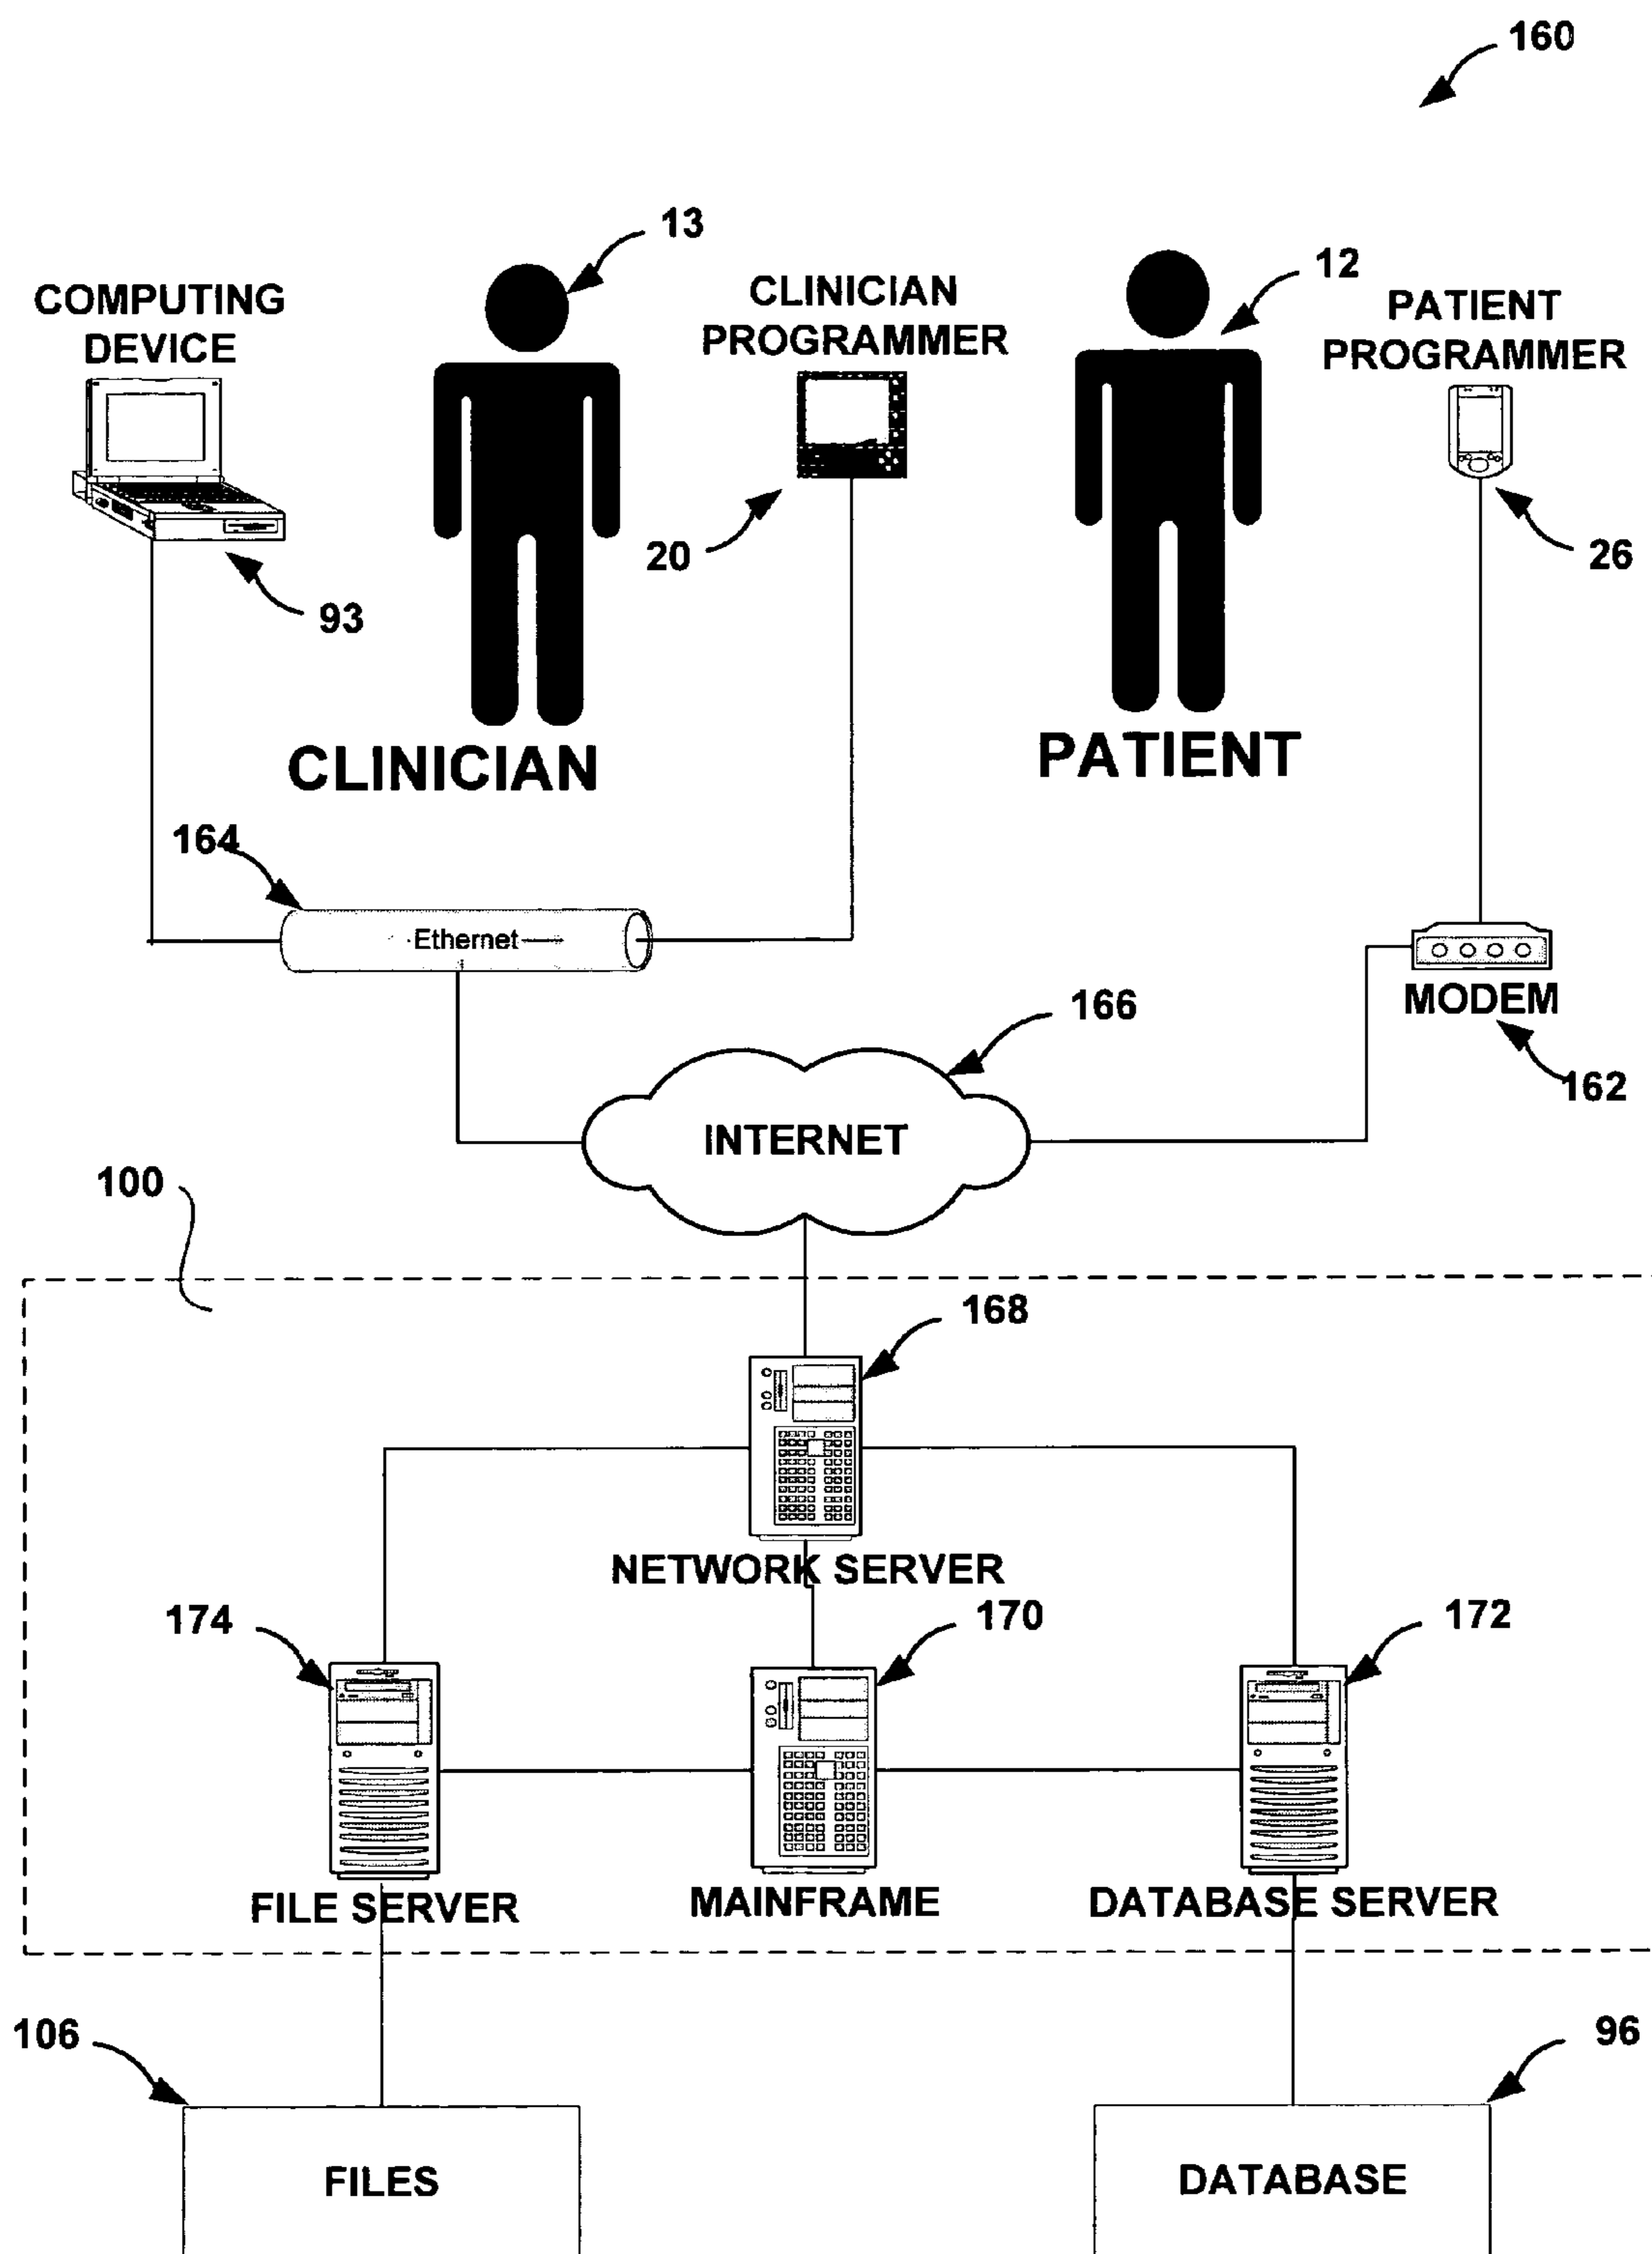 160
13
12
COMPUTING
DEVICE
CLINICIAN
PROGRAMMER
PATIENT
PROGRAMMER
20
26
93
CLINICIAN
PATIENT
164
Ethernet
166
MODEM
162
INTERNET
100
168
NETWORK SERVER
174
170
172
FILE SERVER
MAINFRAME
DATABASE SERVER
106
96
FILES
DATABASE